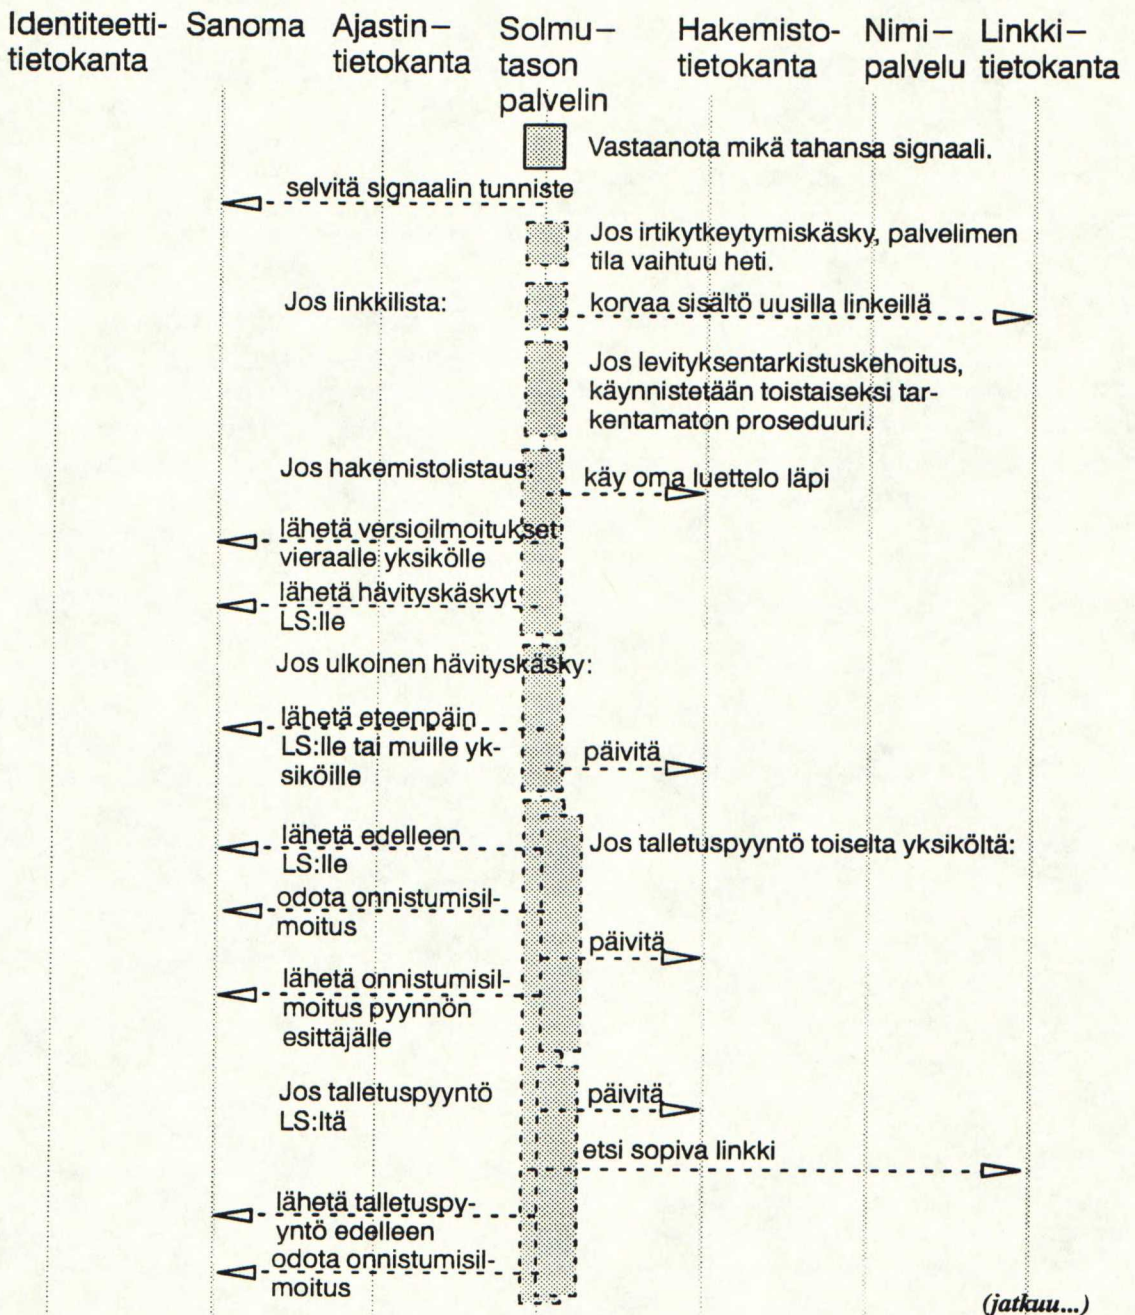 Identiteetti-
tietokanta
Sanoma
Ajastin–
tietokanta
Solmu–
tason
palvelin
Hakemisto-
tietokanta
Nimi–
palvelu
Linkki–
tietokanta
Vastaanota mikä tahansa signaali.
selvitä signaalin tunniste
Jos irtikytkeytymiskäsky, palvelimen
tila vaihtuu heti.
Jos linkkilista:
korvaa sisältö uusilla linkeillä
Jos levityksentarkistuskehoitus,
käynnistetään toistaiseksi tar-
kentamaton proseduuri.
Jos hakemistolistaus:
käy oma luettelo läpi
lähetä versioilmoitukset
vieraalle yksikölle
lähetä hävityskäskyt
LS:lle
Jos ulkoinen hävityskäsky:
lähetä eteenpäin
LS:lle tai muille yk-
siköille
päivitä
lähetä edelleen
LS:lle
Jos talletuspyyntö toiselta yksiköltä:
odota onnistumisil-
moitus
päivitä
lähetä onnistumisil-
moitus pyynnön
esittäjälle
Jos talletuspyyntö
LS:ltä
päivitä
etsi sopiva linkki
lähetä talletuspy-
yntö edelleen
odota onnistumisil-
moitus
(jatkuu...)